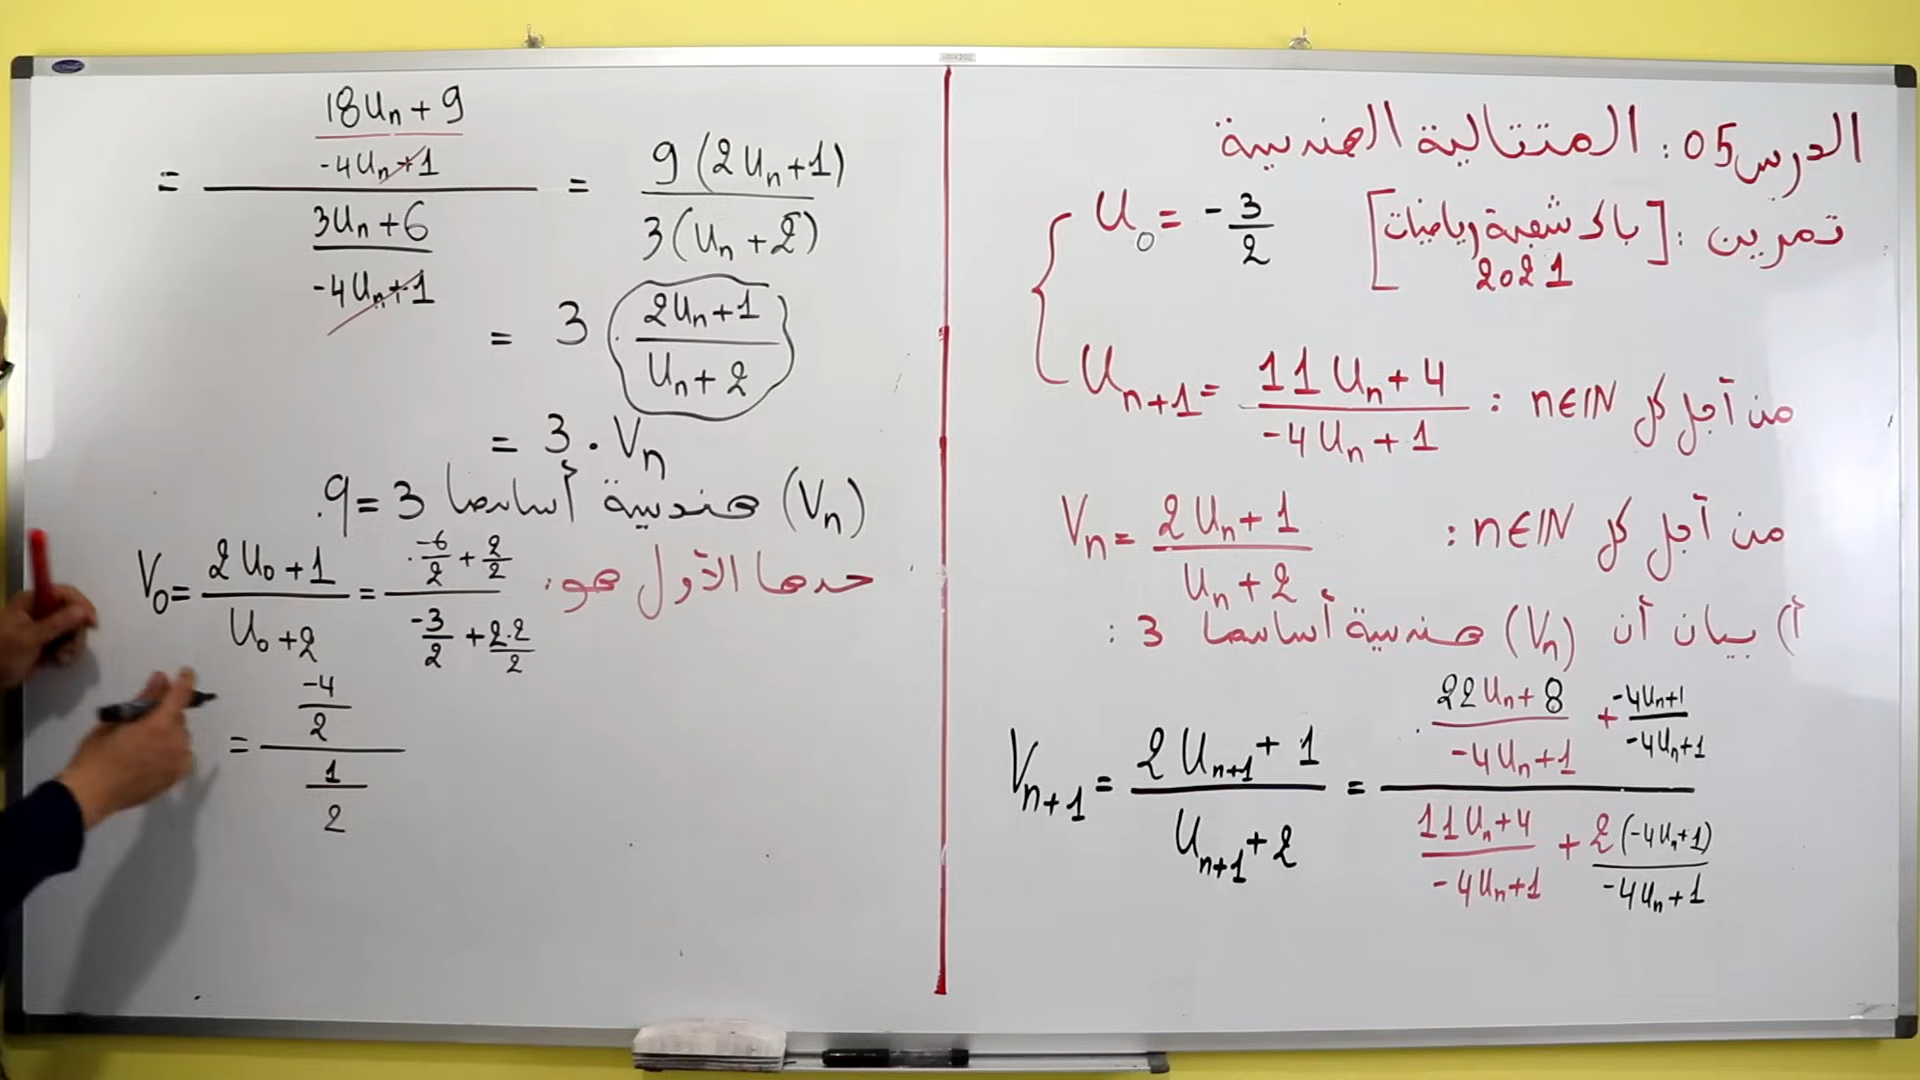 الدرس 05 : المتتالية الهندسية
تمرين : [باك شعبة رياضيات 2021]
U₀ = -3/2
Uₙ₊₁ = (11Uₙ + 4)/(-4Uₙ + 1) : من أجل كل n∈IN
Vₙ = (2Uₙ + 1)/(Uₙ + 2) من أجل كل n∈IN :
أ) بيان أن (Vₙ) هندسية أساسها 3 :
Vₙ₊₁ = (2Uₙ₊₁ + 1)/(Uₙ₊₁ + 2) = ((22Uₙ + 8)/(-4Uₙ + 1) + (-4Uₙ+1)/(-4Uₙ+1))/((11Uₙ + 4)/(-4Uₙ+1) + 2(-4Uₙ+1)/(-4Uₙ+1))
= ((18Uₙ + 9)/(-4Uₙ+1))/((3Uₙ + 6)/(-4Uₙ+1)) = 9(2Uₙ+1)/3(Uₙ+2)
= 3 · (2Uₙ+1)/(Uₙ+2)
= 3 · Vₙ
(Vₙ) هندسية أساسها q = 3.
حدها الأول هو: V₀ = (2U₀ + 1)/(U₀ + 2) = (-6/2 + 2/2)/(-3/2 + 2·2/2)
= (-4/2)/(1/2)